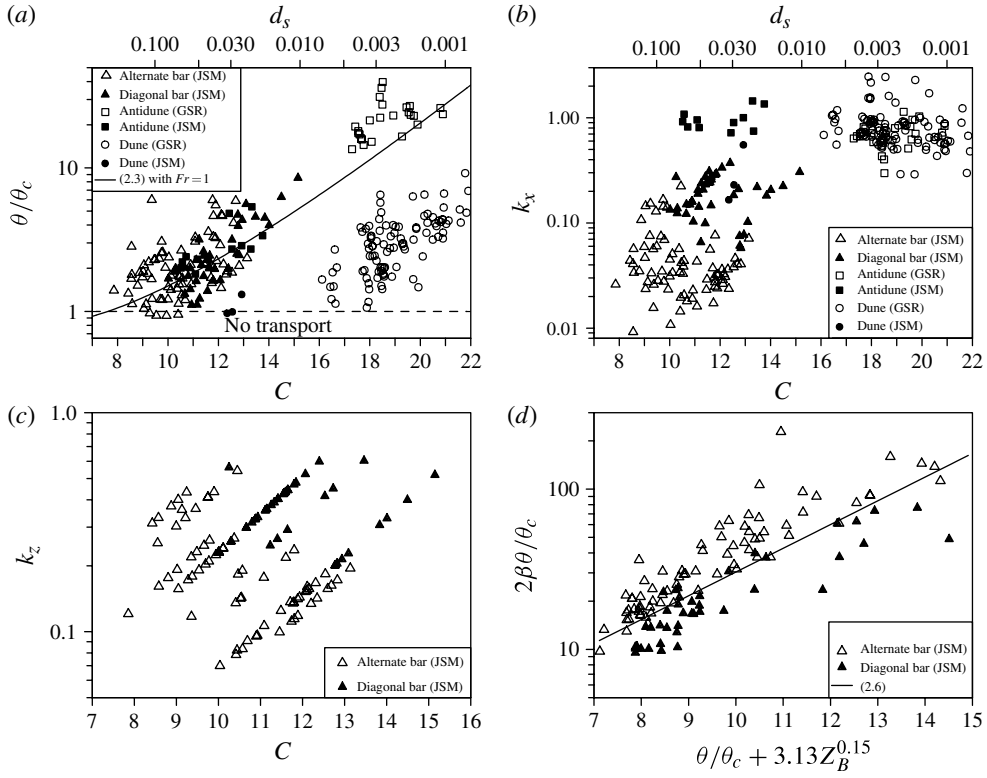 (a)
d_s
0.100 0.030 0.010 0.003 0.001
Alternate bar (JSM)
Diagonal bar (JSM)
Antidune (GSR)
Antidune (JSM)
Dune (GSR)
Dune (JSM)
(2.3) with Fr = 1
10
1
θ/θ_c
No transport
8 10 12 14 16 18 20 22
C
(b)
d_s
0.100 0.030 0.010 0.003 0.001
1.00
0.10
0.01
k_x
Alternate bar (JSM)
Diagonal bar (JSM)
Antidune (GSR)
Antidune (JSM)
Dune (GSR)
Dune (JSM)
8 10 12 14 16 18 20 22
C
(c)
1.0
0.1
k_z
Alternate bar (JSM)
Diagonal bar (JSM)
7 8 9 10 11 12 13 14 15 16
C
(d)
100
10
2βθ/θ_c
Alternate bar (JSM)
Diagonal bar (JSM)
(2.6)
7 8 9 10 11 12 13 14 15
θ/θ_c + 3.13Z_B^0.15